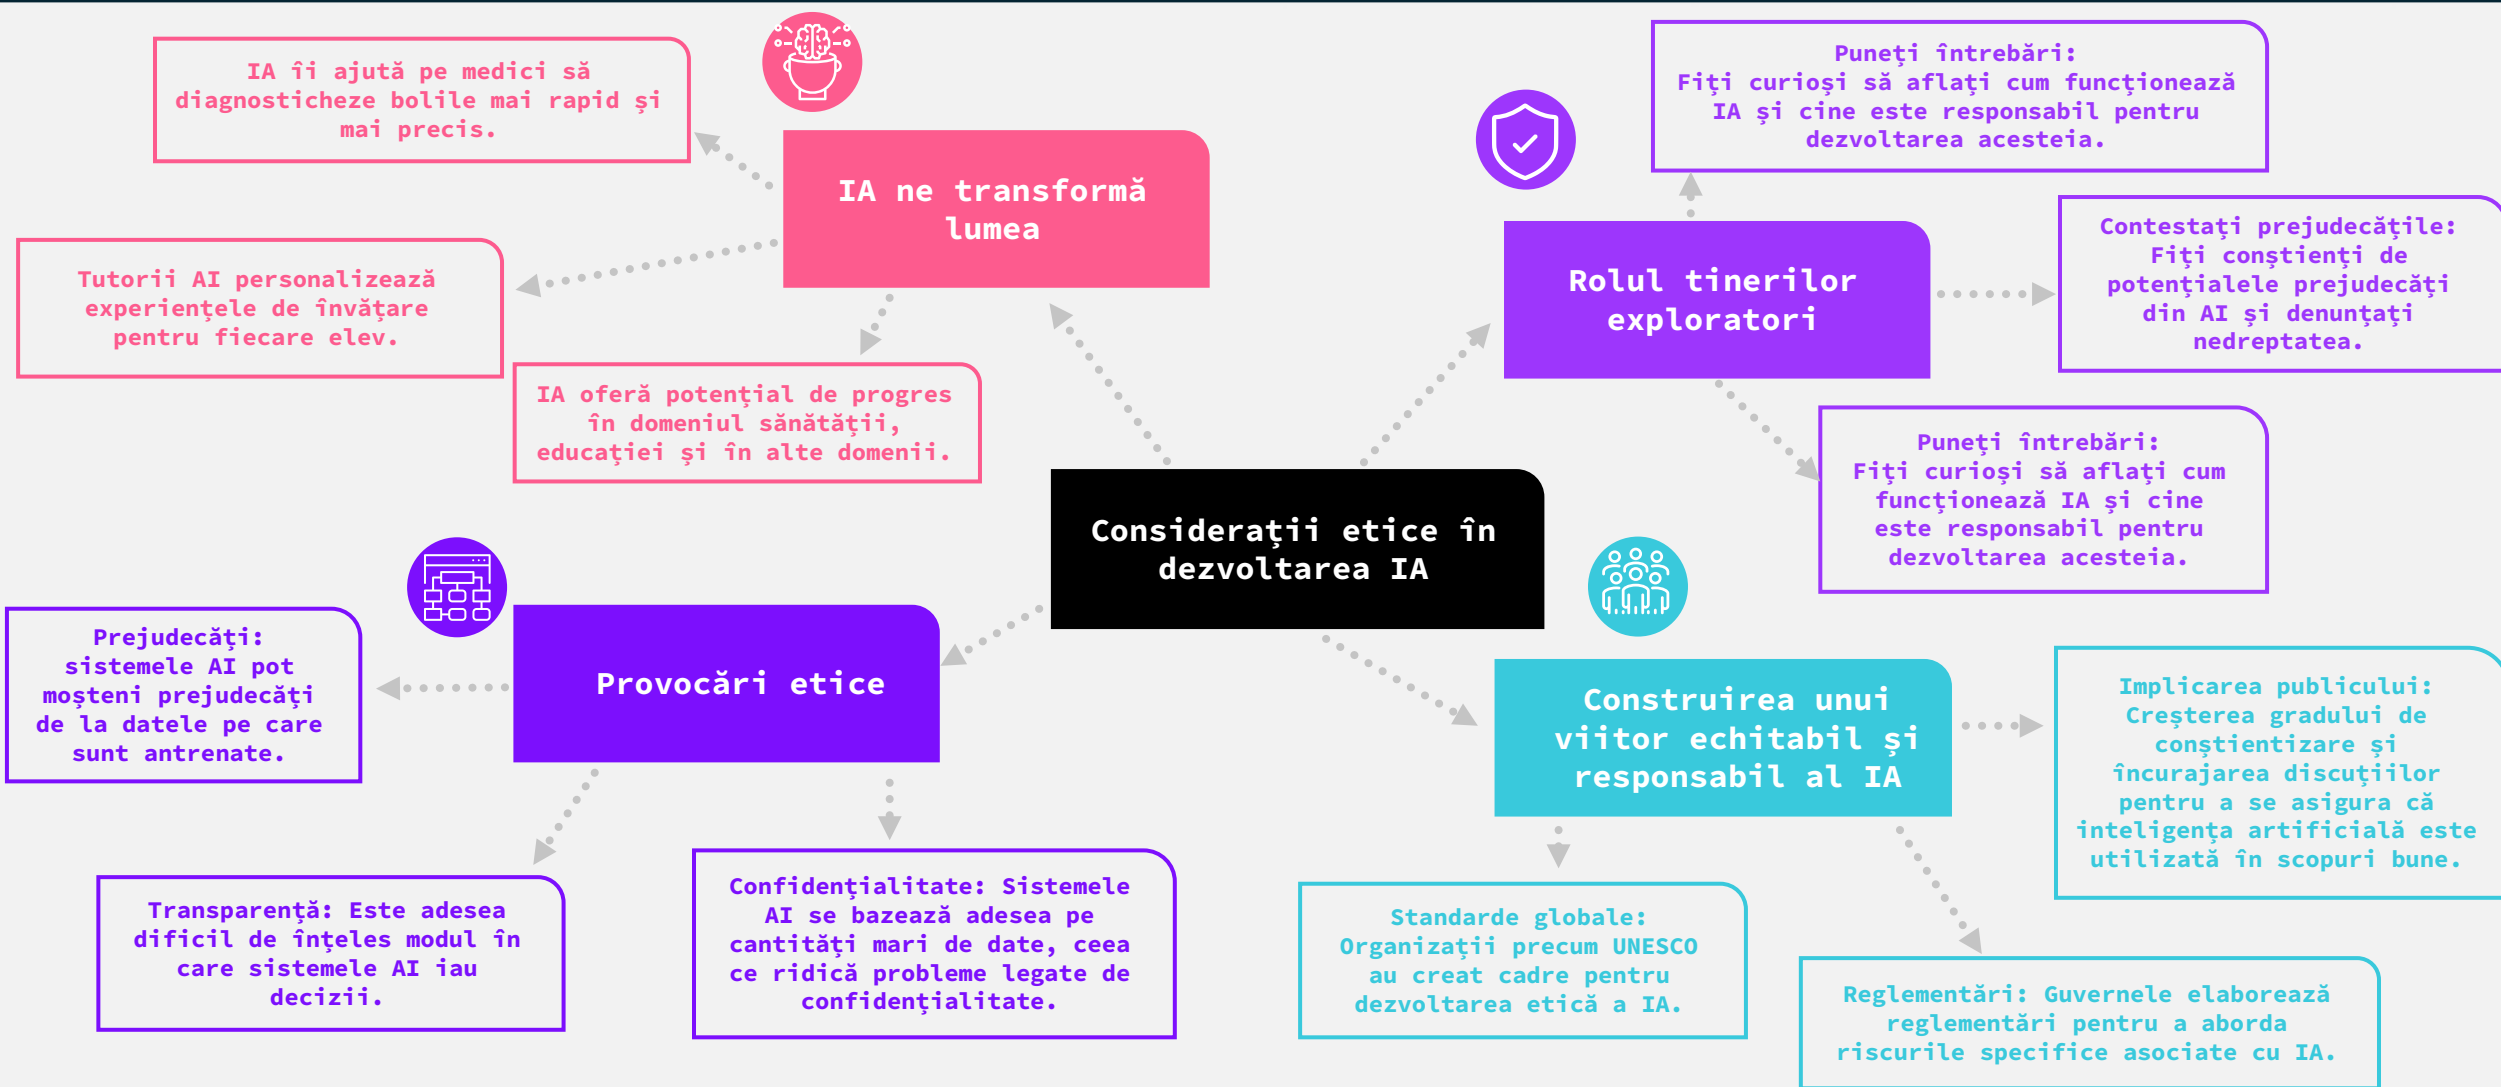 IA îi ajută pe medici să
diagnosticheze bolile mai rapid și
mai precis.
IA ne transformă
lumea
Tutorii AI personalizează
experiențele de învățare
pentru fiecare elev.
IA oferă potențial de progres
în domeniul sănătății,
educației și în alte domenii.
Puneți întrebări:
Fiți curioși să aflați cum funcționează
IA și cine este responsabil pentru
dezvoltarea acesteia.
Rolul tinerilor
exploratori
Contestați prejudecățile:
Fiți conștienți de
potențialele prejudecăți
din AI și denunțați
nedreptatea.
Puneți întrebări:
Fiți curioși să aflați cum
funcționează IA și cine
este responsabil pentru
dezvoltarea acesteia.
Considerații etice în
dezvoltarea IA
Provocări etice
Prejudecăți:
sistemele AI pot
moșteni prejudecăți
de la datele pe care
sunt antrenate.
Transparență: Este adesea
dificil de înțeles modul în
care sistemele AI iau
decizii.
Confidențialitate: Sistemele
AI se bazează adesea pe
cantități mari de date, ceea
ce ridică probleme legate de
confidențialitate.
Construirea unui
viitor echitabil și
responsabil al IA
Implicarea publicului:
Creșterea gradului de
conștientizare și
încurajarea discuțiilor
pentru a se asigura că
inteligența artificială este
utilizată în scopuri bune.
Standarde globale:
Organizații precum UNESCO
au creat cadre pentru
dezvoltarea etică a IA.
Reglementări: Guvernele elaborează
reglementări pentru a aborda
riscurile specifice asociate cu IA.